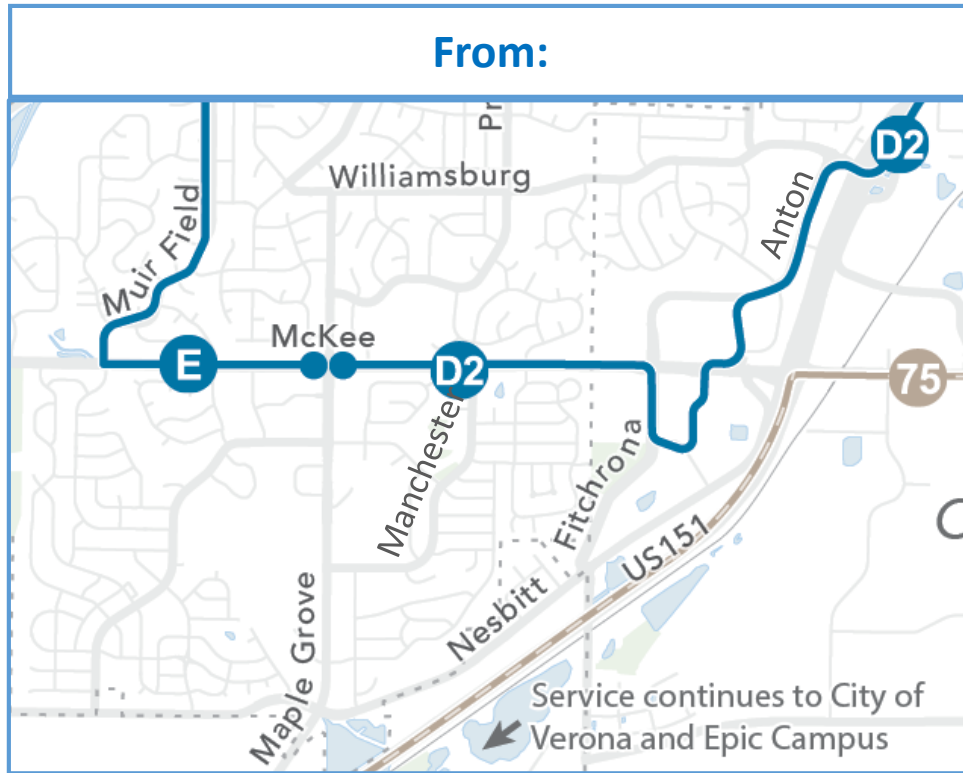 From:
Pr
D2
Williamsburg
Anton
Muir Field
McKee
E
D2
75
Manchester
Fitchrona
US151
Nesbitt
Maple Grove
C
Service continues to City of
Verona and Epic Campus